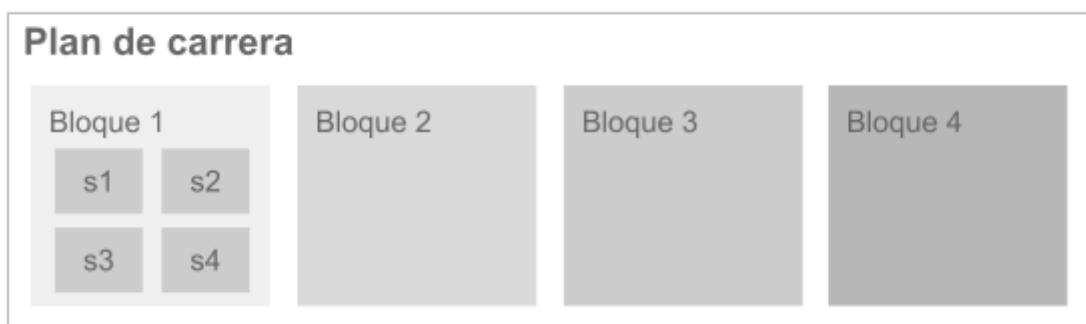 Plan de carrera
Bloque 1
s1 s2
s3 s4
Bloque 2
Bloque 3
Bloque 4